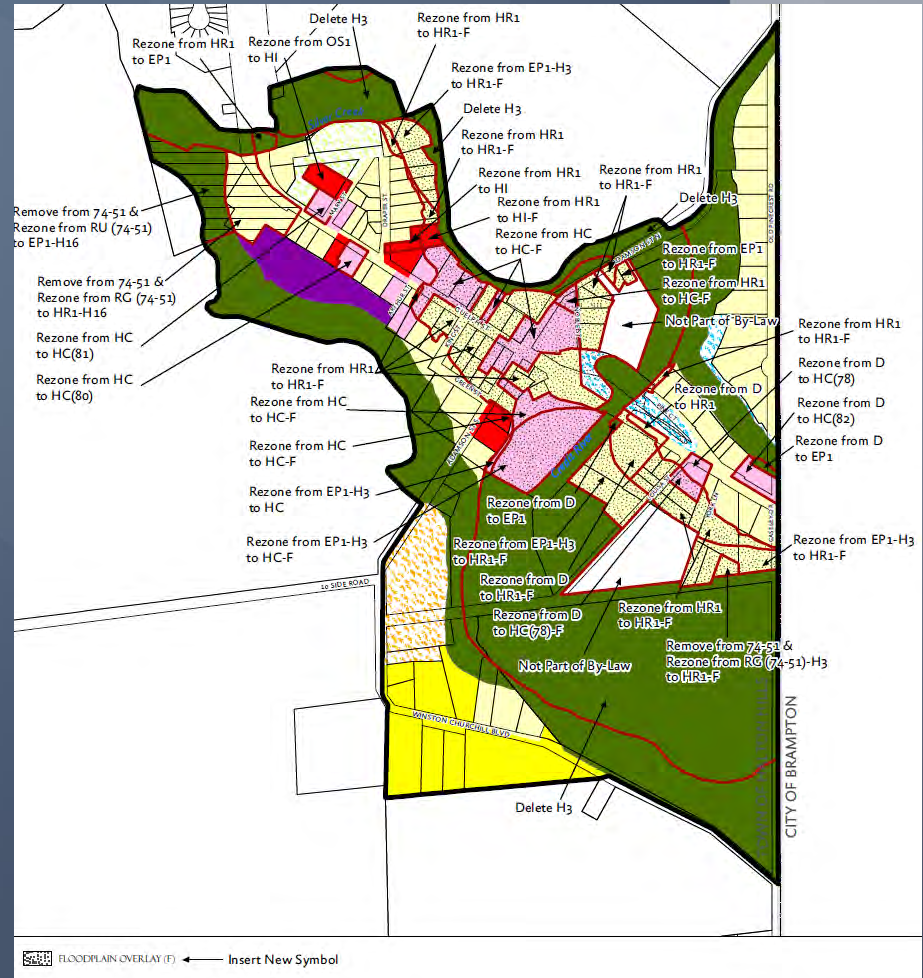 Delete H3
Rezone from HR1
to HR1-F
Rezone from HR1
to EP1
Rezone from OS1
to HI
Rezone from EP1-H3
to HR1-F
Delete H3
Rezone from HR1
to HR1-F
Rezone from HR1
to HI
Rezone from HR1
to HI-F
Rezone from HC
to HC-F
Rezone from HR1
to HR1-F
Delete H3
Rezone from EP1
to HR1-F
Rezone from HR1
to HC-F
Not Part of By-Law
Remove from 74-51 &
Rezone from RU (74-51)
to EP1-H16
Remove from 74-51 &
Rezone from RG (74-51)
to HR1-H16
Rezone from HC
to HC(81)
Rezone from HC
to HC(80)
Rezone from HR1
to HR1-F
Rezone from HC
to HC-F
Rezone from HC
to HC-F
Rezone from EP1-H3
to HC
Rezone from EP1-H3
to HC-F
Rezone from HR1
to HR1-F
Rezone from D
to HC(78)
Rezone from D
to HR1
Rezone from D
to HC(82)
Rezone from D
to EP1
Rezone from D
to EP1
Rezone from EP1-H3
to HR1-F
Rezone from D
to HR1-F
Rezone from D
to HC(78)-F
Rezone from EP1-H3
to HR1-F
Rezone from HR1
to HR1-F
Not Part of By-Law
Remove from 74-51 &
Rezone from RG (74-51)-H3
to HR1-F
Delete H3
DRAPER ST
OLD PINECREST RD
ADAMSON ST S
10 SIDE ROAD
WINSTON CHURCHILL BLVD
CITY OF BRAMPTON
FLOODPLAIN OVERLAY (F)
Insert New Symbol